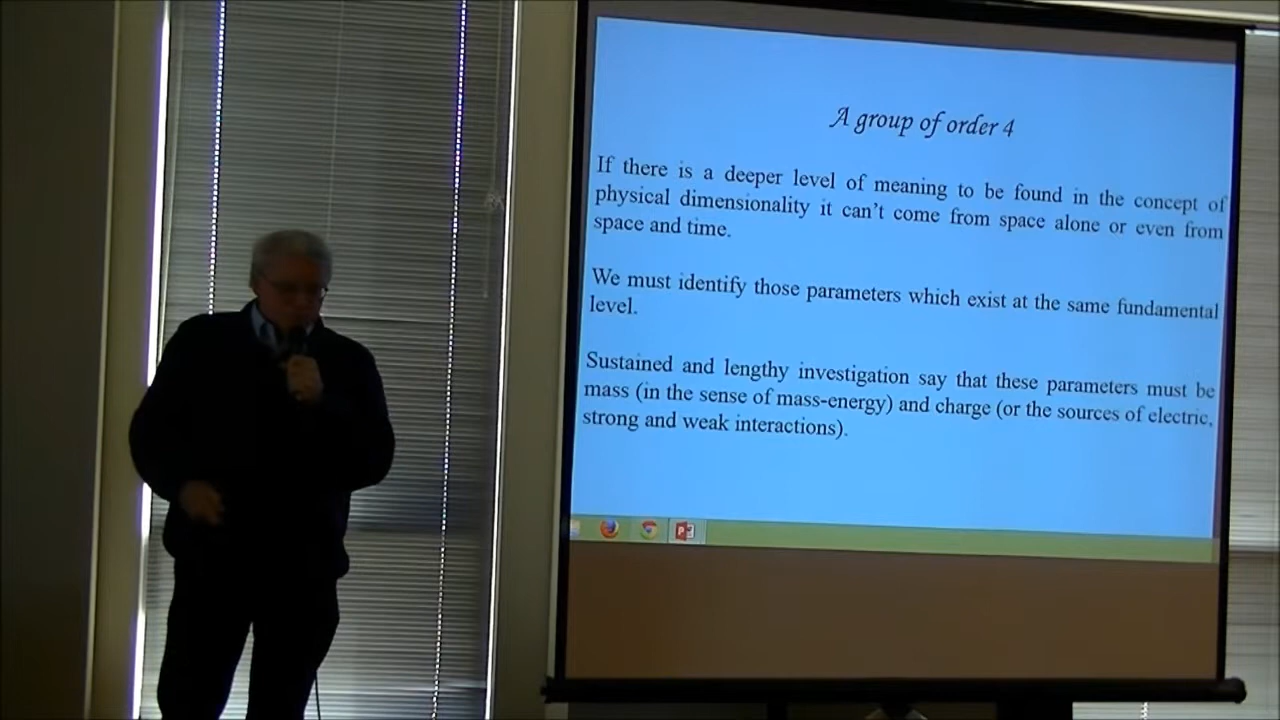 A group of order 4
If there is a deeper level of meaning to be found in the concept of
physical dimensionality it can't come from space alone or even from
space and time.
We must identify those parameters which exist at the same fundamental
level.
Sustained and lengthy investigation say that these parameters must be
mass (in the sense of mass-energy) and charge (or the sources of electric,
strong and weak interactions).